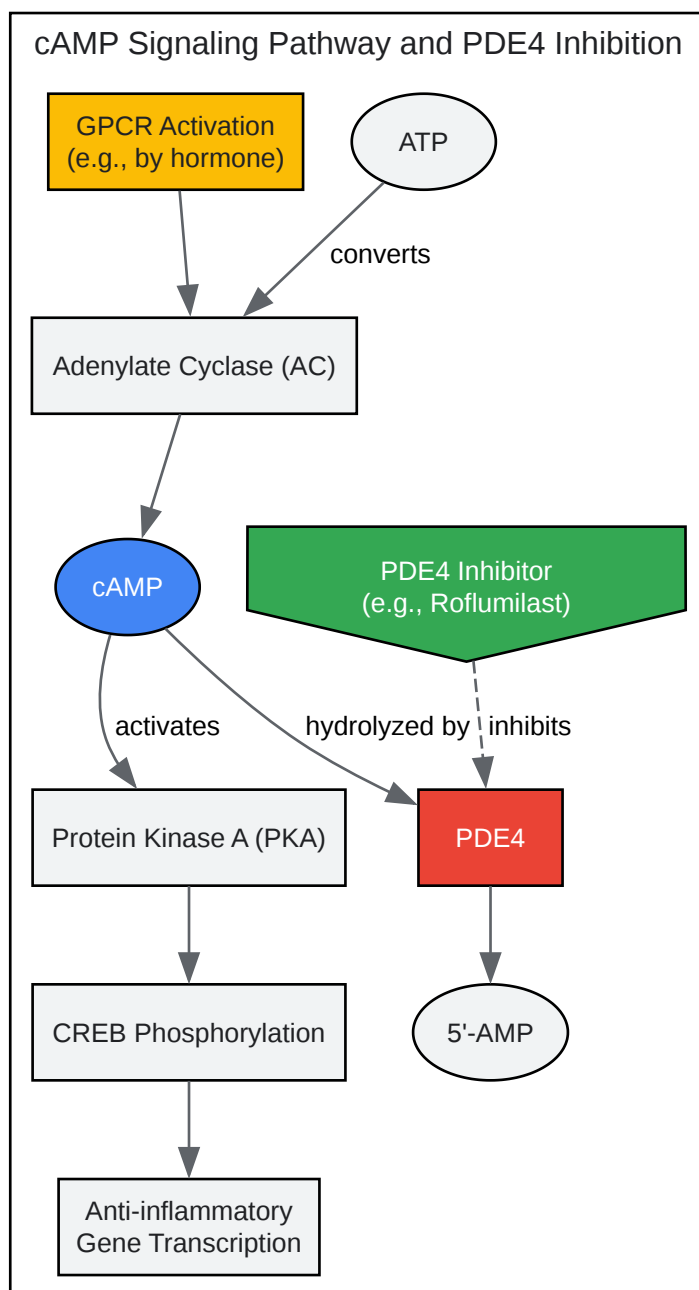 cAMP Signaling Pathway and PDE4 Inhibition
GPCR Activation
(e.g., by hormone)
ATP
converts
Adenylate Cyclase (AC)
cAMP
PDE4 Inhibitor
(e.g., Roflumilast)
activates
hydrolyzed by
inhibits
Protein Kinase A (PKA)
PDE4
CREB Phosphorylation
5'-AMP
Anti-inflammatory
Gene Transcription